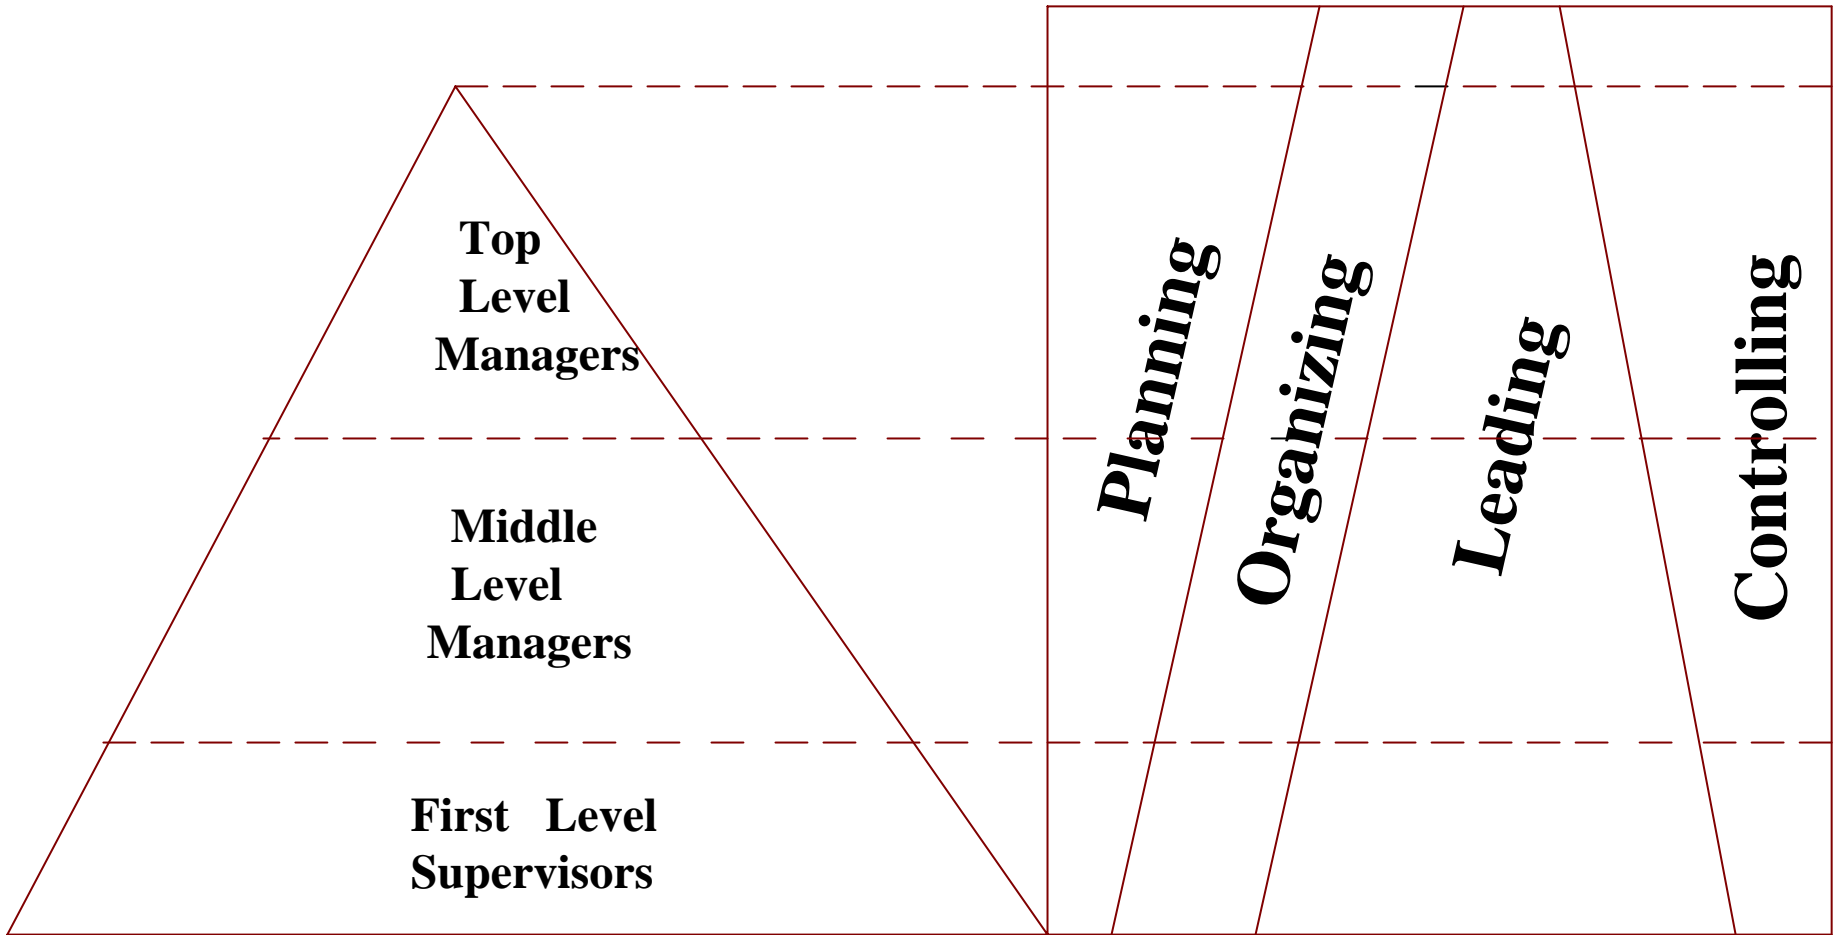 Top
Level
Managers
Middle
Level
Managers
First Level
Supervisors
Planning
Organizing
Leading
Controlling